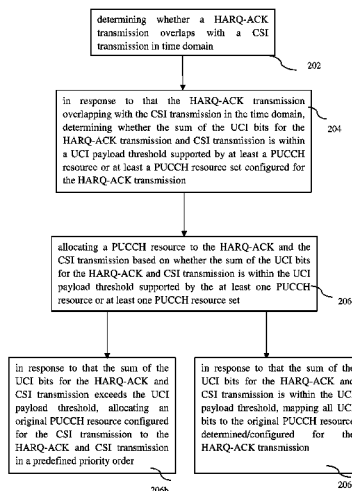 determining whether a HARQ-ACK
transmission overlaps with a CSI
transmission in time domain
202
in response to that the HARQ-ACK transmission
overlapping with the CSI transmission in the time domain,
determining whether the sum of the UCI bits for the
HARQ-ACK transmission and CSI transmission is within
a UCI payload threshold supported by at least a PUCCH
resource or at least a PUCCH resource set configured for
the HARQ-ACK transmission
204
allocating a PUCCH resource to the HARQ-ACK and the
CSI transmission based on whether the sum of the UCI bits
for the HARQ-ACK and CSI transmission is within the UCI
payload threshold supported by the at least one PUCCH
resource or at least one PUCCH resource set
206
in response to that the sum of the
UCI bits for the HARQ-ACK and
CSI transmission exceeds the UCI
payload threshold, allocating an
original PUCCH resource configured
for the CSI transmission to the
HARQ-ACK and CSI transmission
in a predefined priority order
206b
in response to that the sum of the
UCI bits for the HARQ-ACK and
CSI transmission is within the UCI
payload threshold, mapping all UCI
bits to the original PUCCH resource
determined/configured for the
HARQ-ACK transmission
206